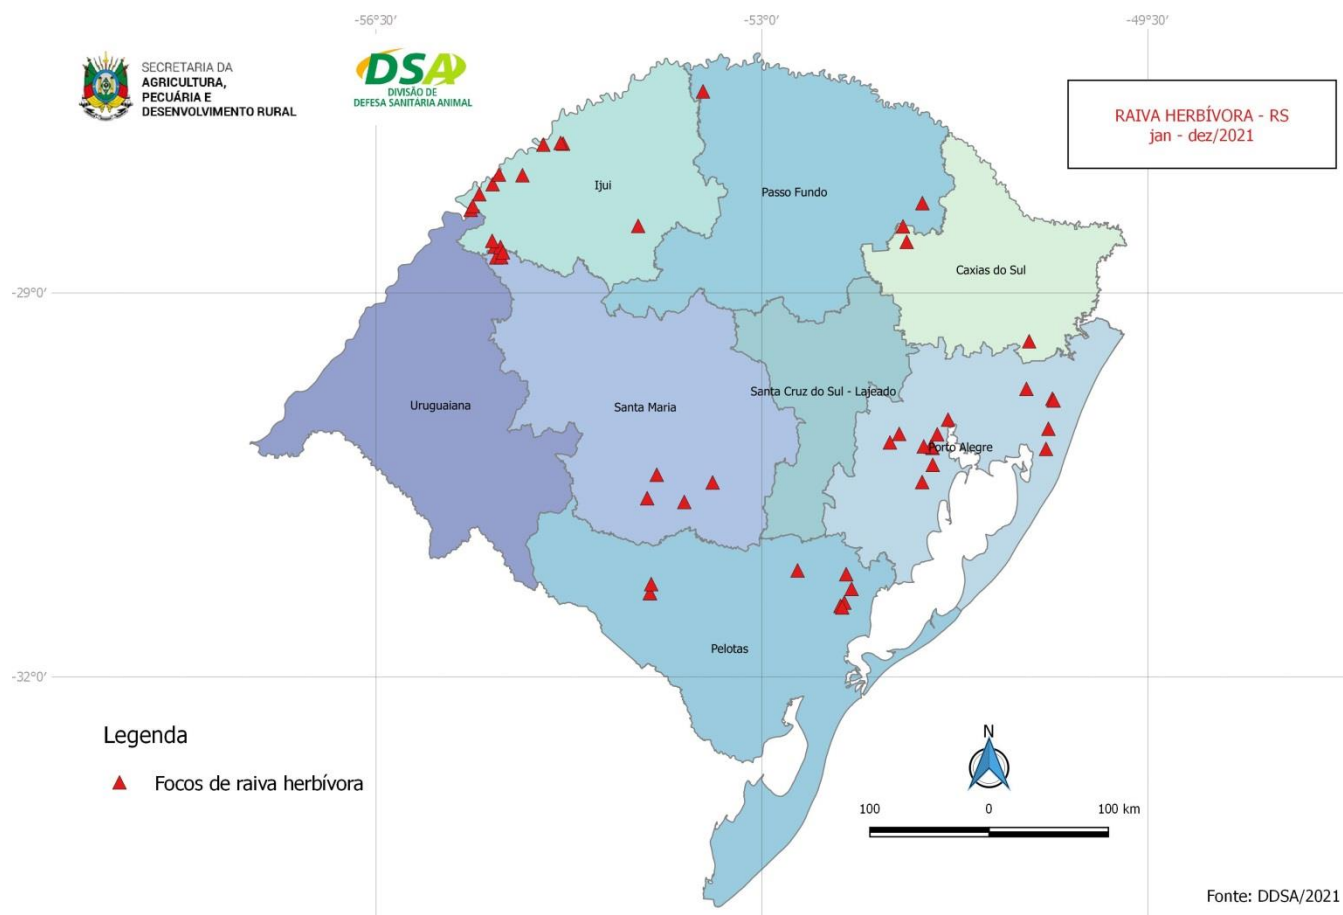 -56°30'
-53°0'
-49°30'
SECRETARIA DA
AGRICULTURA,
PECUÁRIA E
DESENVOLVIMENTO RURAL
DSA
DIVISÃO DE
DEFESA SANITÁRIA ANIMAL
RAIVA HERBÍVORA - RS
jan - dez/2021
Ijui
Passo Fundo
Caxias do Sul
-29°0'
Uruguaiana
Santa Maria
Santa Cruz do Sul - Lajeado
Porto Alegre
Pelotas
-32°0'
Legenda
Focos de raiva herbívora
N
100 0 100 km
Fonte: DDSA/2021